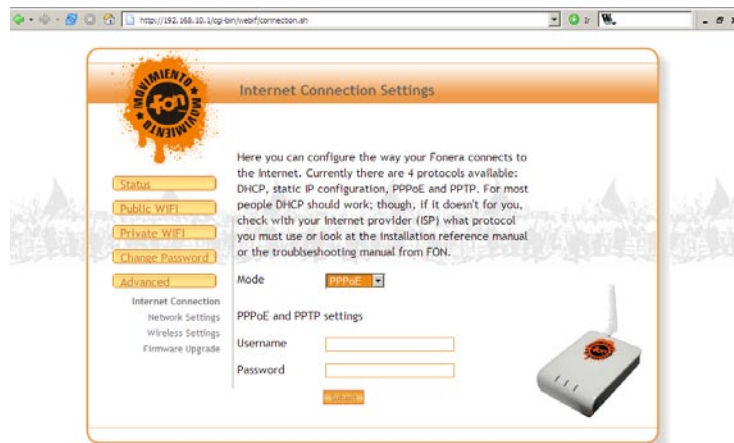 http://192.168.10.1/cgi-bin/webif/connection.sh
W.
MOVIMIENTO
fon
MOVIMIENTO
Internet Connection Settings
Here you can configure the way your Fonera connects to
the Internet. Currently there are 4 protocols available:
DHCP, static IP configuration, PPPoE and PPTP. For most
people DHCP should work; though, if it doesn't for you,
check with your Internet provider (ISP) what protocol
you must use or look at the installation reference manual
or the troubleshooting manual from FON.
Status
Public WIFI
Private WIFI
Change Password
Advanced
Internet Connection
Network Settings
Wireless Settings
Firmware Upgrade
Mode
PPPoE
PPPoE and PPTP settings
Username
Password
Submit